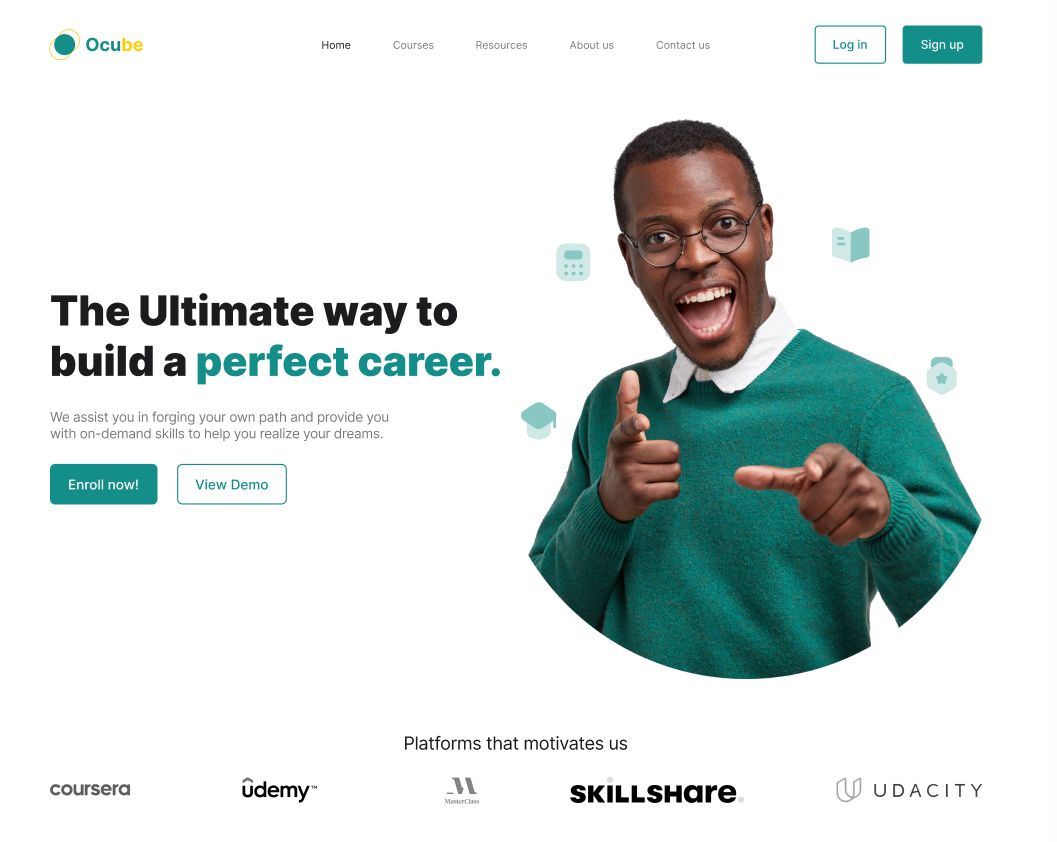 Ocube
Home
Courses
Resources
About us
Contact us
Log in
Sign up
The Ultimate way to
build a perfect career.
We assist you in forging your own path and provide you
with on-demand skills to help you realize your dreams.
Enroll now!
View Demo
Platforms that motivates us
coursera
ûdemy™
MasterClass
SKILLSHare.
UDACITY